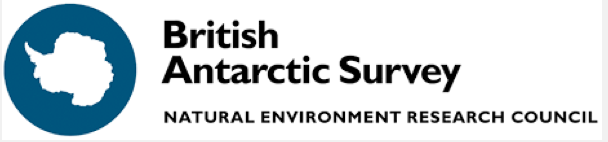 British
Antarctic Survey
NATURAL ENVIRONMENT RESEARCH COUNCIL